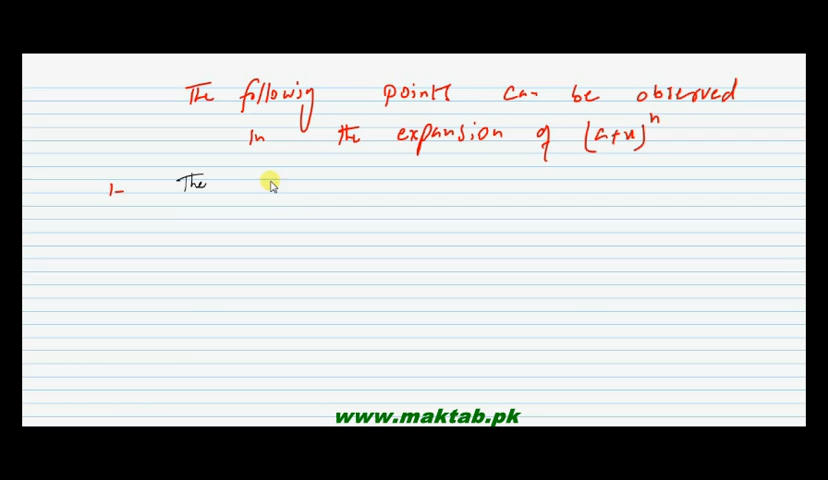 The following points can be observed
in the expansion of (a+x)^n
1- The
www.maktab.pk